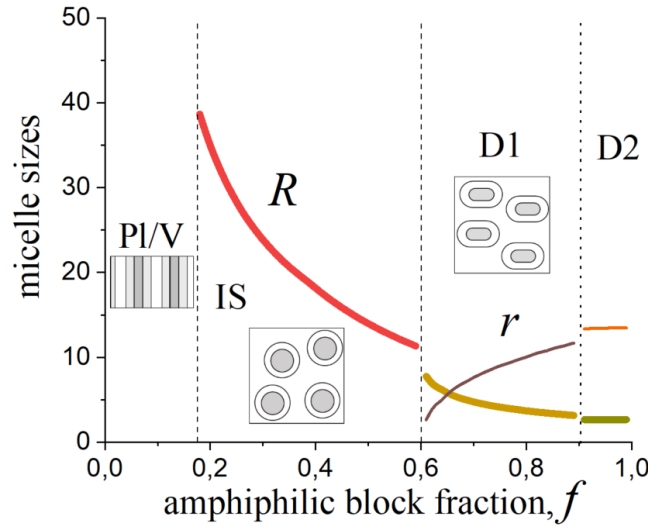 50
40
30
20
10
0
micelle sizes
Pl/V
IS
R
D1
D2
r
0,0 0,2 0,4 0,6 0,8 1,0
amphiphilic block fraction, f